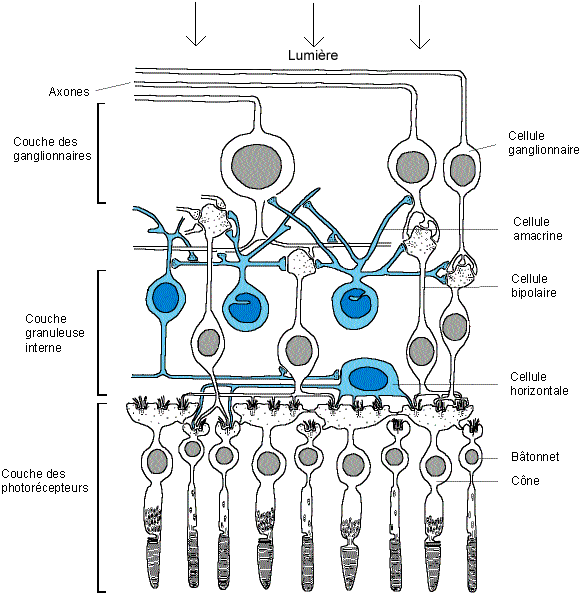 Lumière
Axones
Couche des
ganglionnaires
Cellule
ganglionnaire
Cellule
amacrine
Cellule
bipolaire
Couche
granuleuse
interne
Cellule
horizontale
Couche des
photorécepteurs
Bâtonnet
Cône